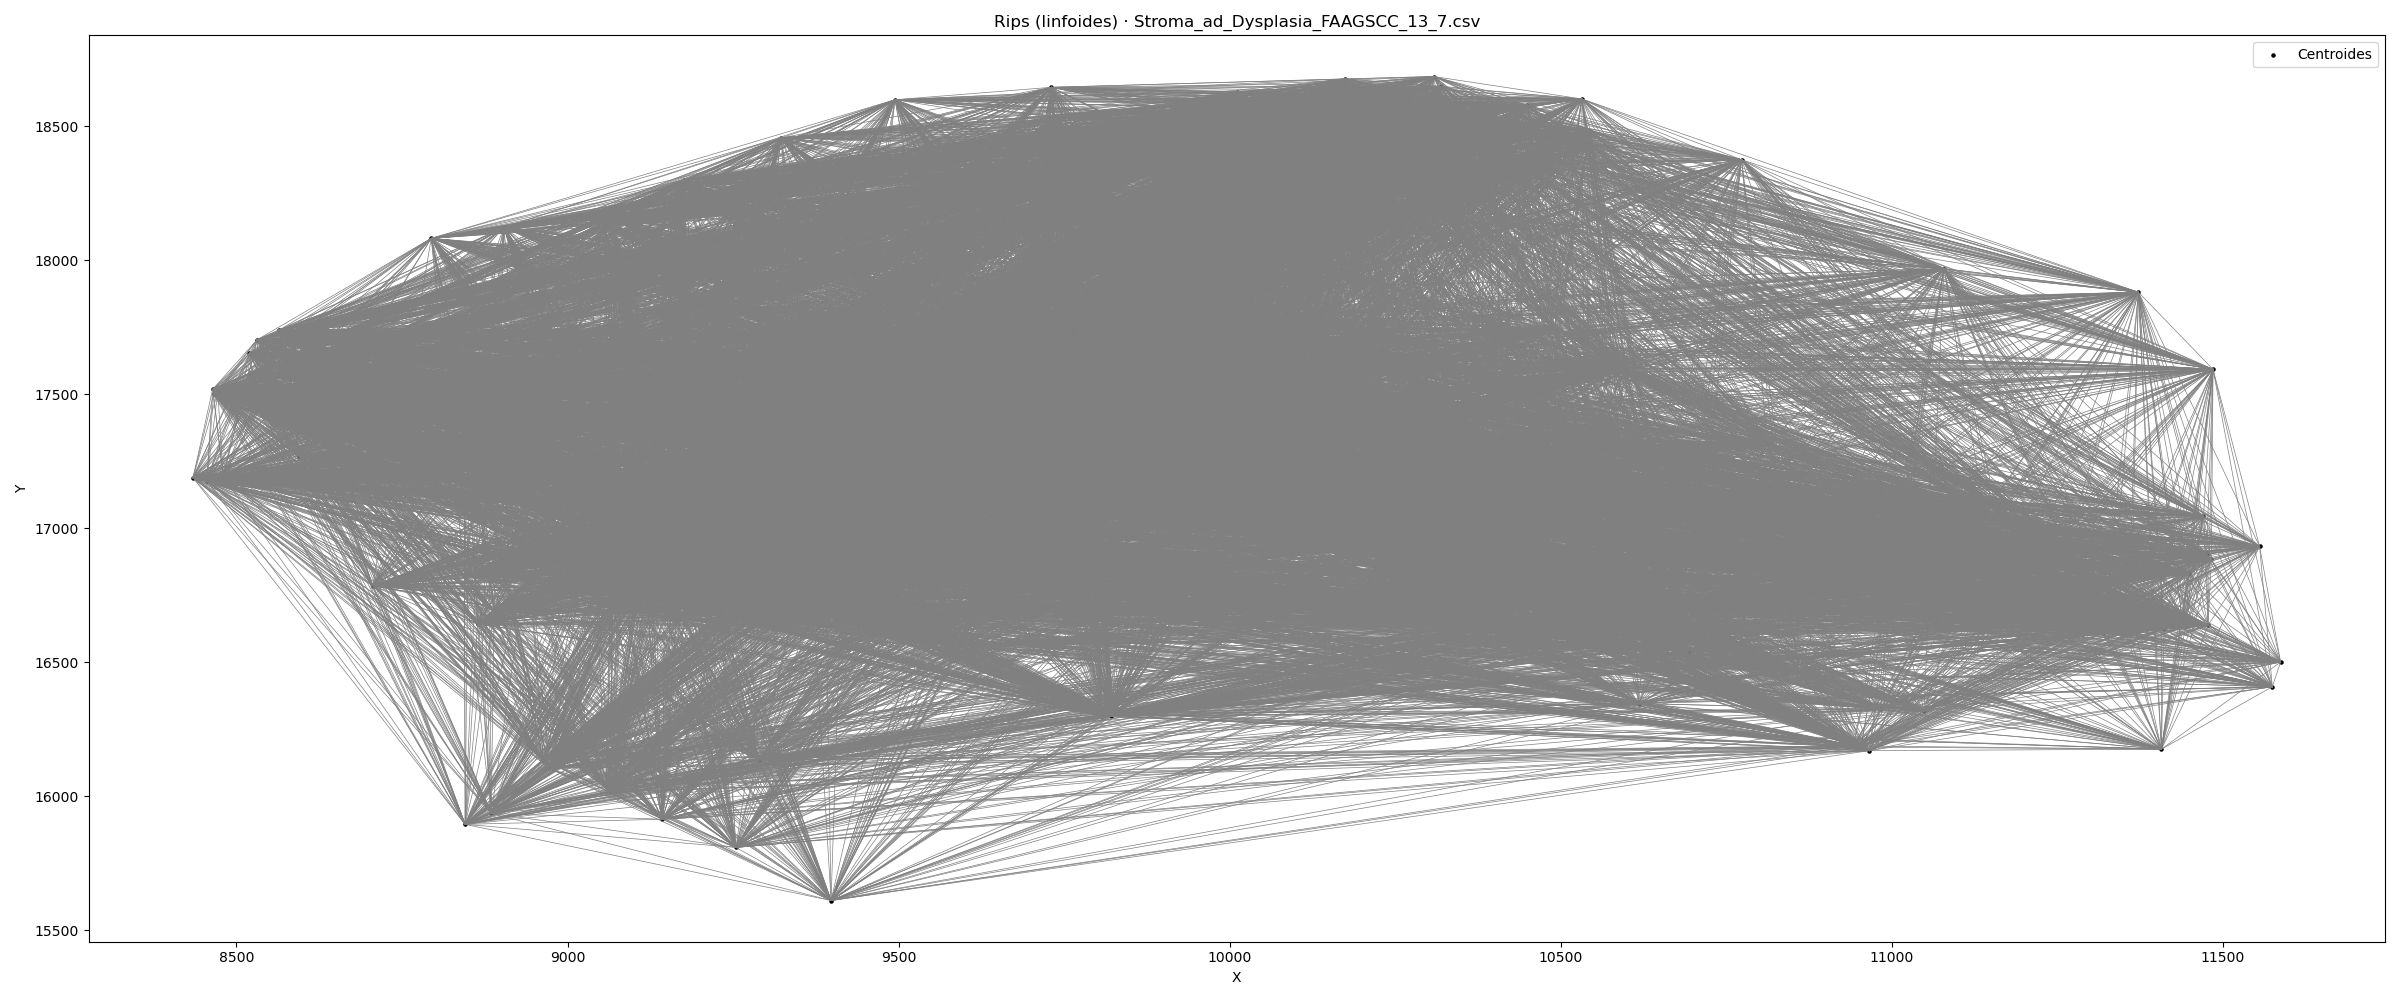 Rips (linfoides) · Stroma_ad_Dysplasia_FAAGSCC_13_7.csv
Centroides
18500
18000
17500
17000
16500
16000
15500
Y
8500 9000 9500 10000 10500 11000 11500
X